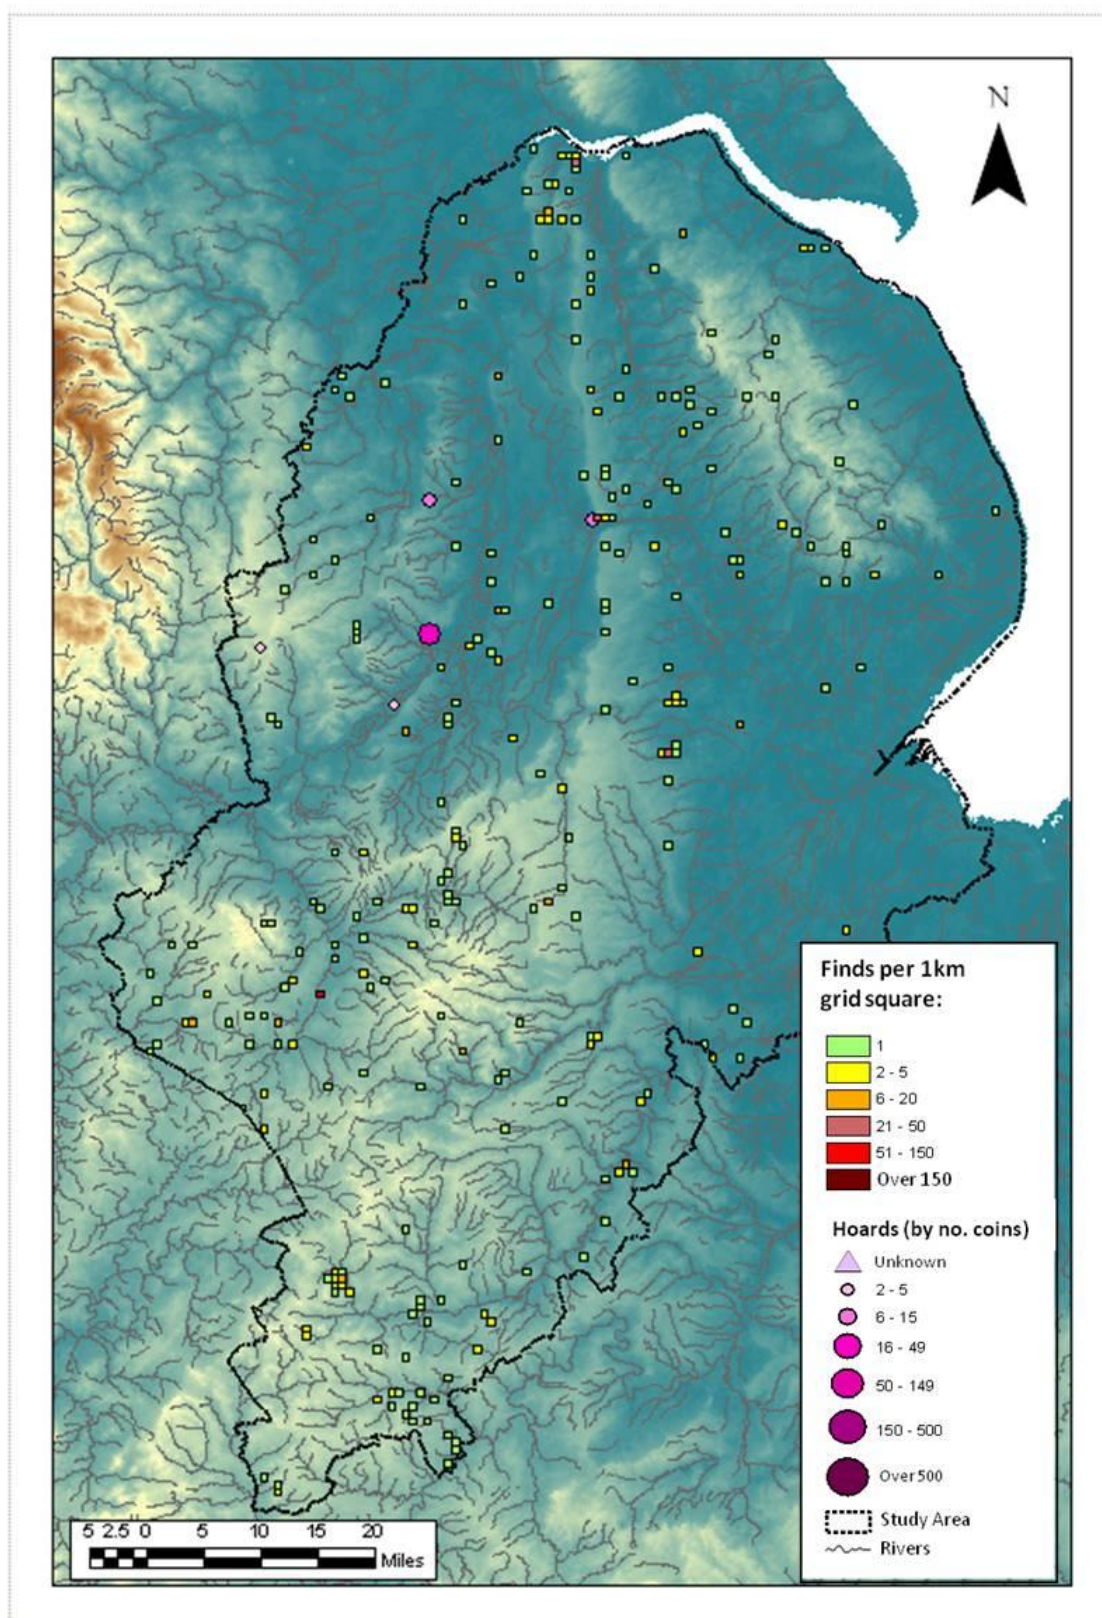 N
Finds per 1km
grid square:
1
2 - 5
6 - 20
21 - 50
51 - 150
Over 150
Hoards (by no. coins)
Unknown
2 - 5
6 - 15
16 - 49
50 - 149
150 - 500
Over 500
Study Area
Rivers
5 2.5 0 5 10 15 20
Miles